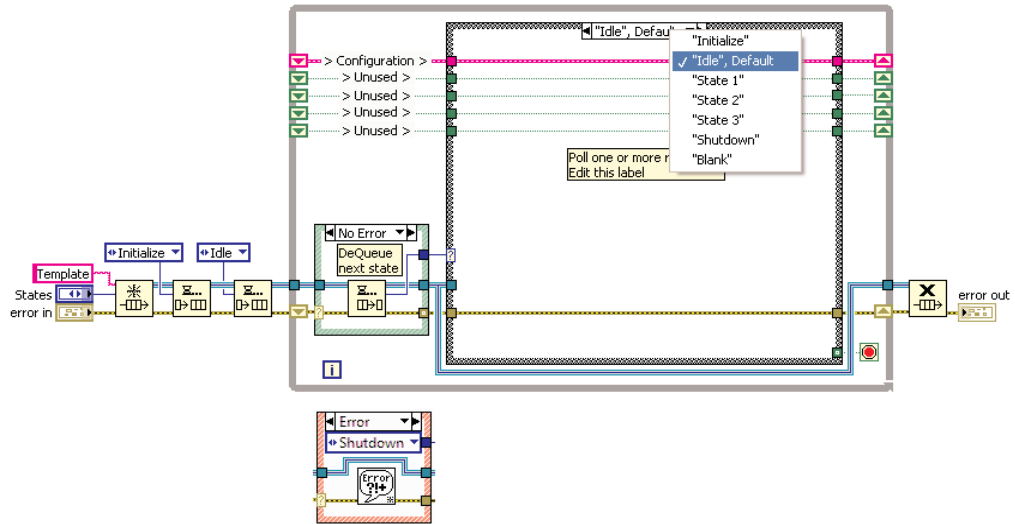 "Idle", Defau
"Initialize"
"Idle", Default
"State 1"
"State 2"
"State 3"
"Shutdown"
"Blank"
> Configuration >
> Unused >
> Unused >
> Unused >
> Unused >
Poll one or more r
Edit this label
No Error
DeQueue
next state
Initialize
Idle
Template
States
error in
error out
i
Error
Shutdown
Error
?!+